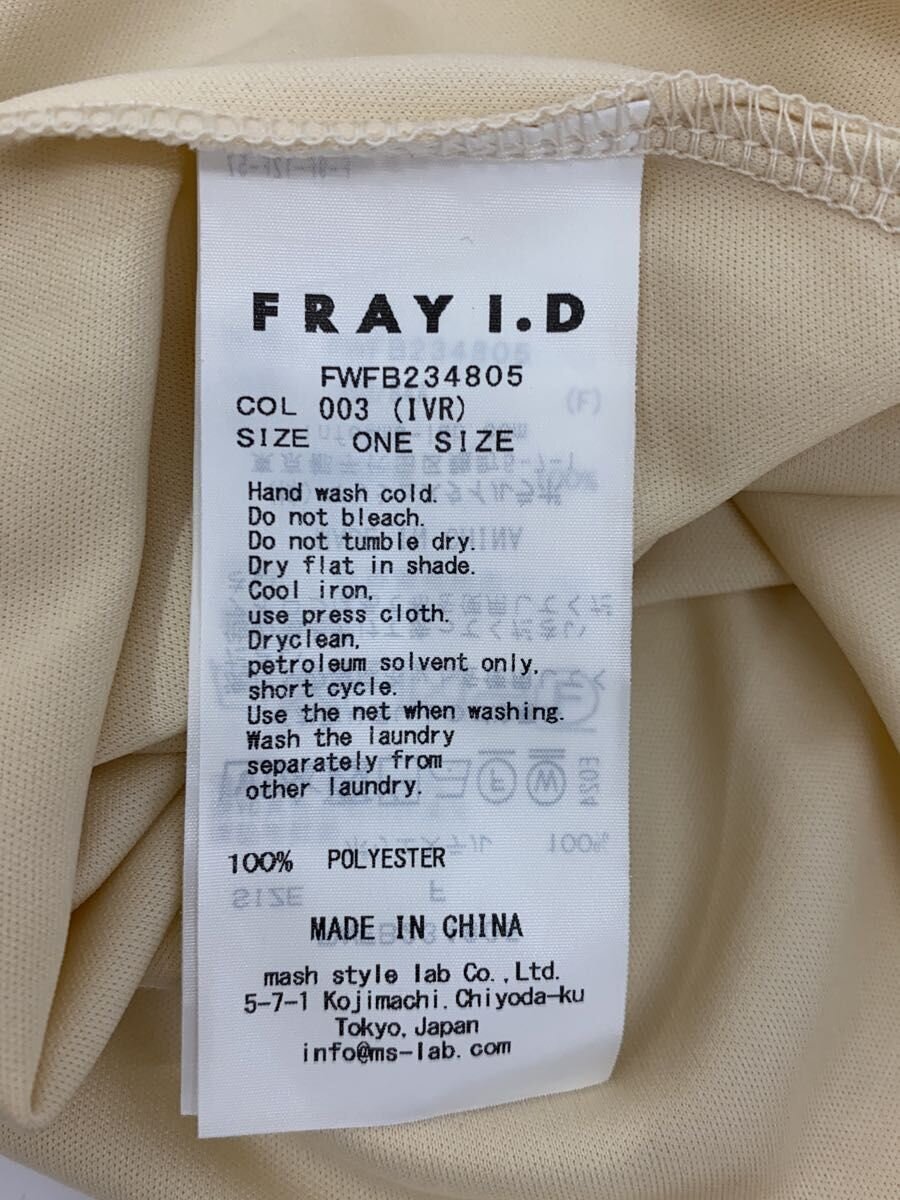 FRAY I.D
FWFB234805
COL 003 (IVR)
SIZE ONE SIZE
Hand wash cold.
Do not bleach.
Do not tumble dry.
Dry flat in shade.
Cool iron,
use press cloth.
Dryclean,
petroleum solvent only,
short cycle.
Use the net when washing.
Wash the laundry
separately from
other laundry.
100% POLYESTER
MADE IN CHINA
mash style lab Co.,Ltd.
5-7-1 Kojimachi.Chiyoda-ku
Tokyo,Japan
info@ms-lab.com